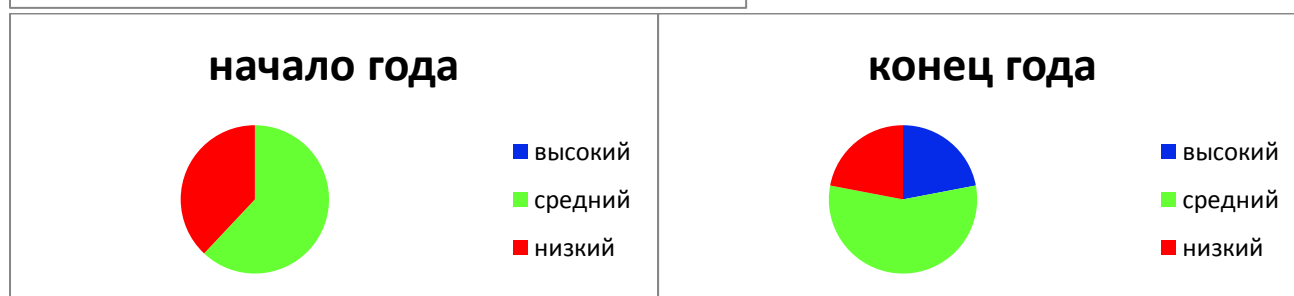 начало года
высокий
средний
низкий
конец года
высокий
средний
низкий